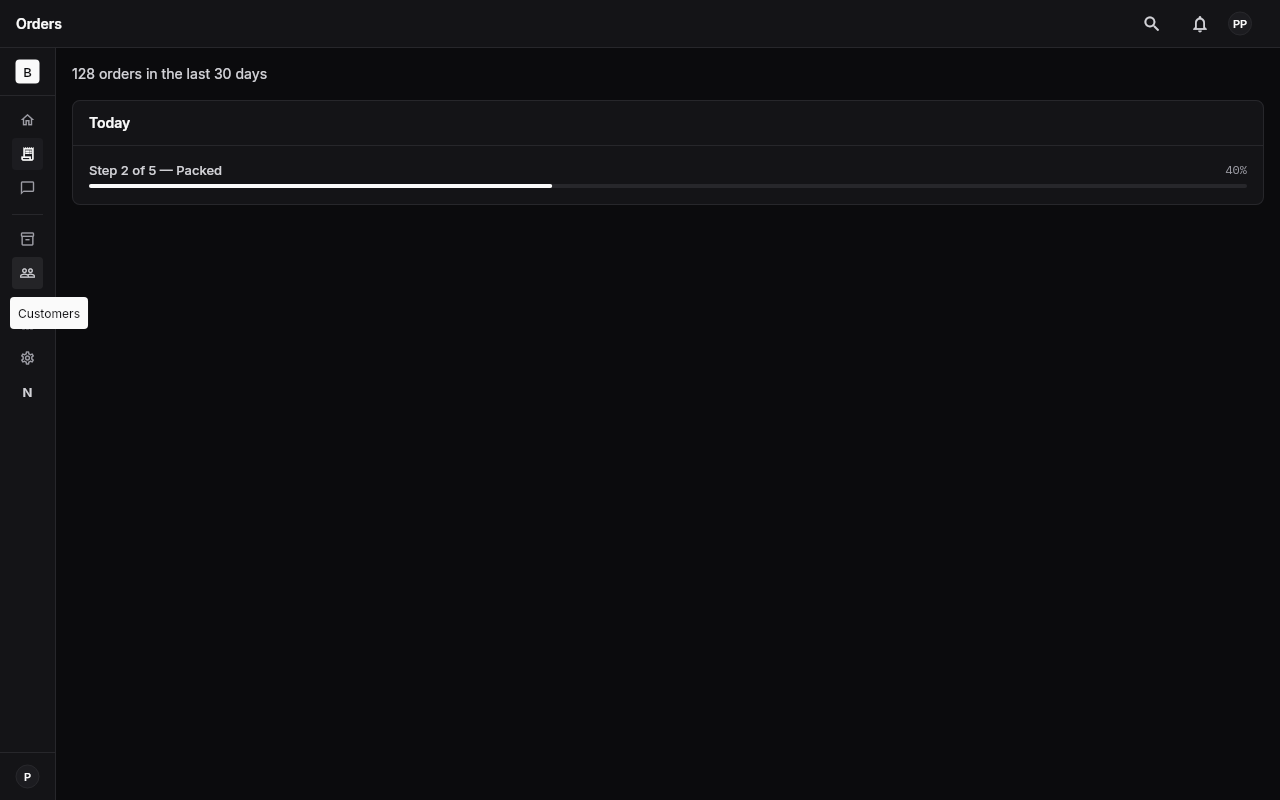 Orders
PP
B
128 orders in the last 30 days
Today
Step 2 of 5 — Packed
40%
Customers
N
P